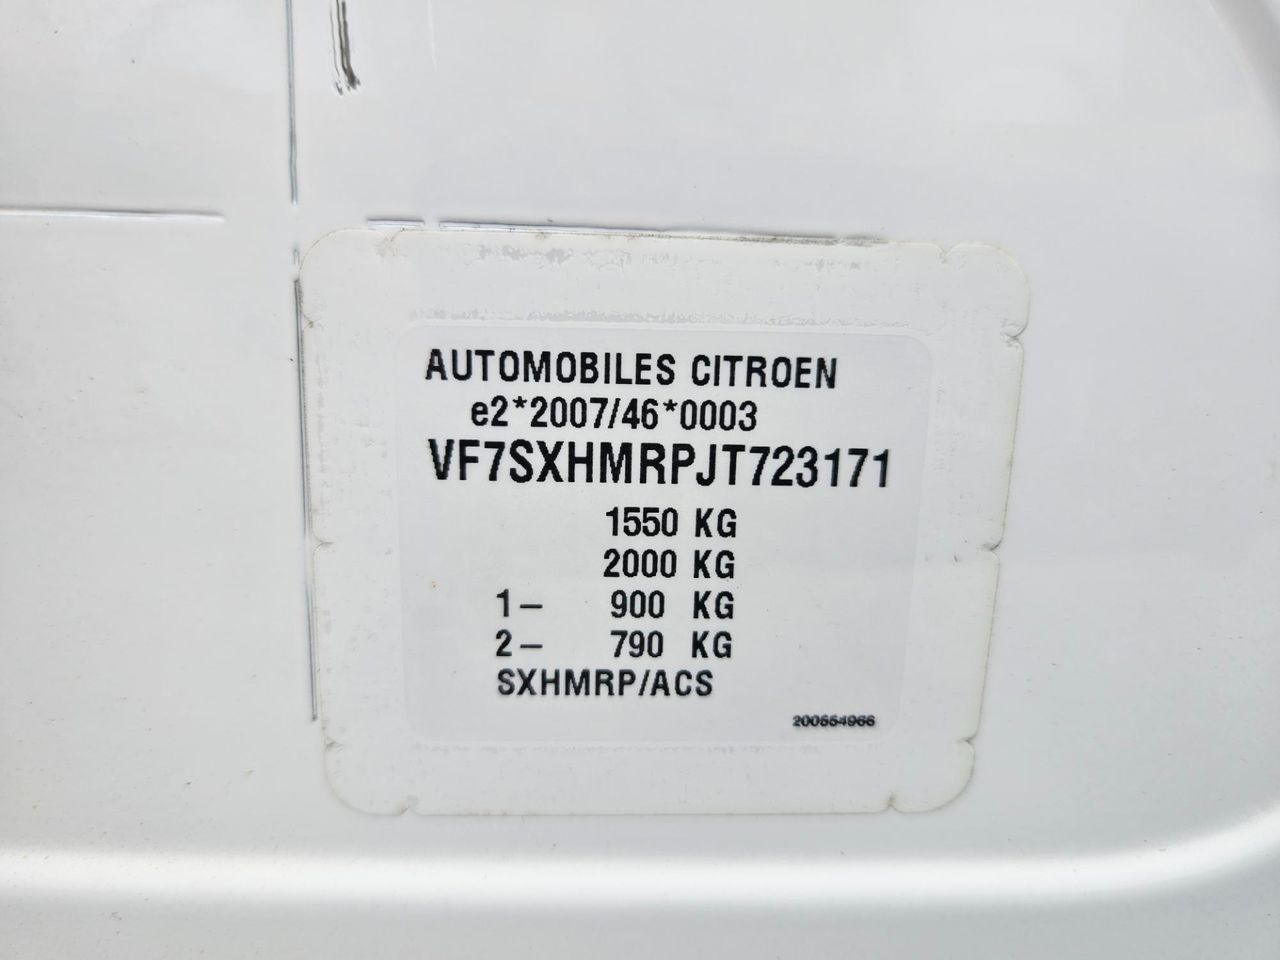 AUTOMOBILES CITROEN
e2*2007/46*0003
VF7SXHMRPJT723171
1550 KG
2000 KG
1– 900 KG
2– 790 KG
SXHMRP/ACS
200554966